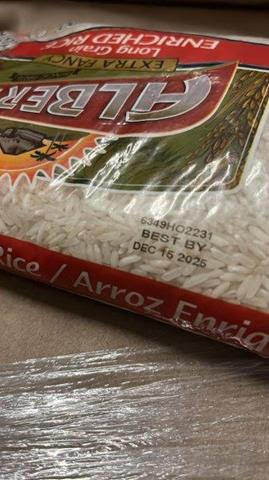 Long Grain
ENRICHED RICE
EXTRA FANCY
ALBER
6349HO2231
BEST BY
DEC 15 2025
Rice / Arroz Enriq